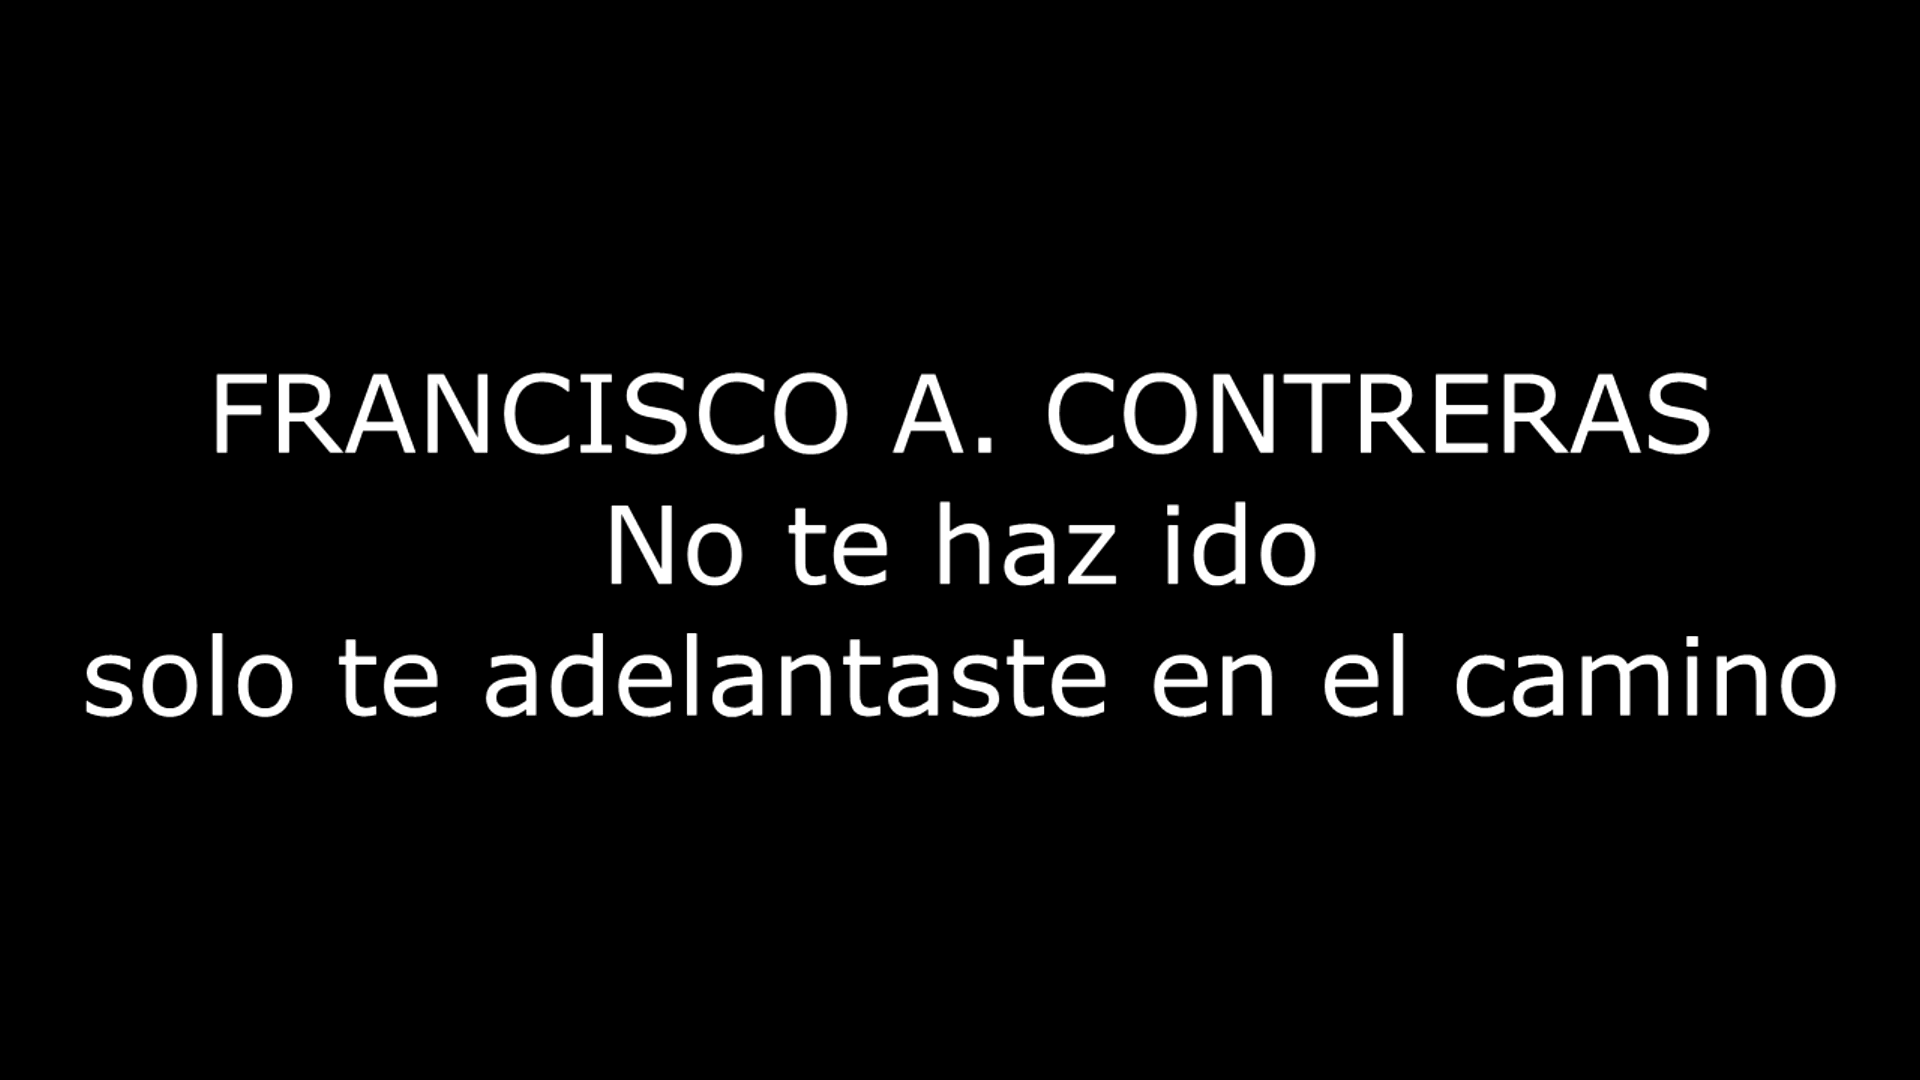 FRANCISCO A. CONTRERAS
No te haz ido
solo te adelantaste en el camino